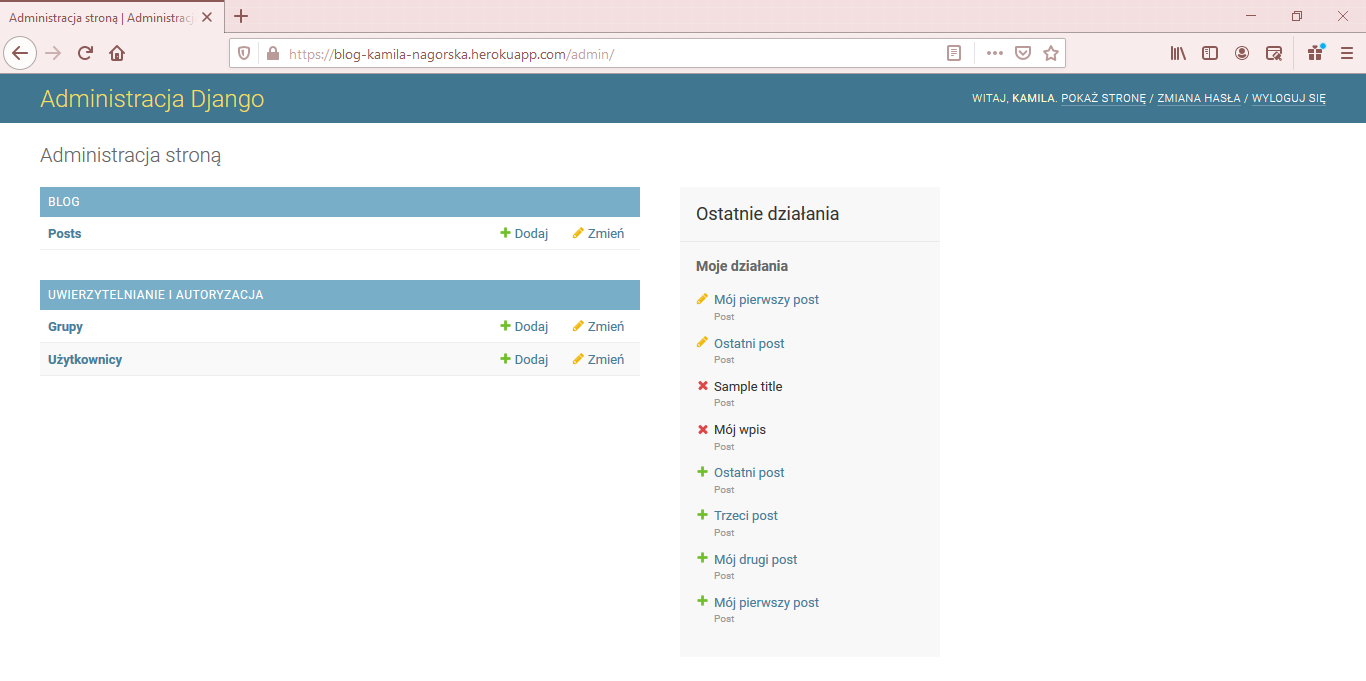 Administracja stroną | Administrac
https://blog-kamila-nagorska.herokuapp.com/admin/
Administracja Django
WITAJ, KAMILA. POKAŻ STRONĘ / ZMIANA HASŁA / WYLOGUJ SIĘ
Administracja stroną
BLOG
Posts Dodaj Zmień
UWIERZYTELNIANIE I AUTORYZACJA
Grupy Dodaj Zmień
Użytkownicy Dodaj Zmień
Ostatnie działania
Moje działania
Mój pierwszy post
Post
Ostatni post
Post
Sample title
Post
Mój wpis
Post
Ostatni post
Post
Trzeci post
Post
Mój drugi post
Post
Mój pierwszy post
Post